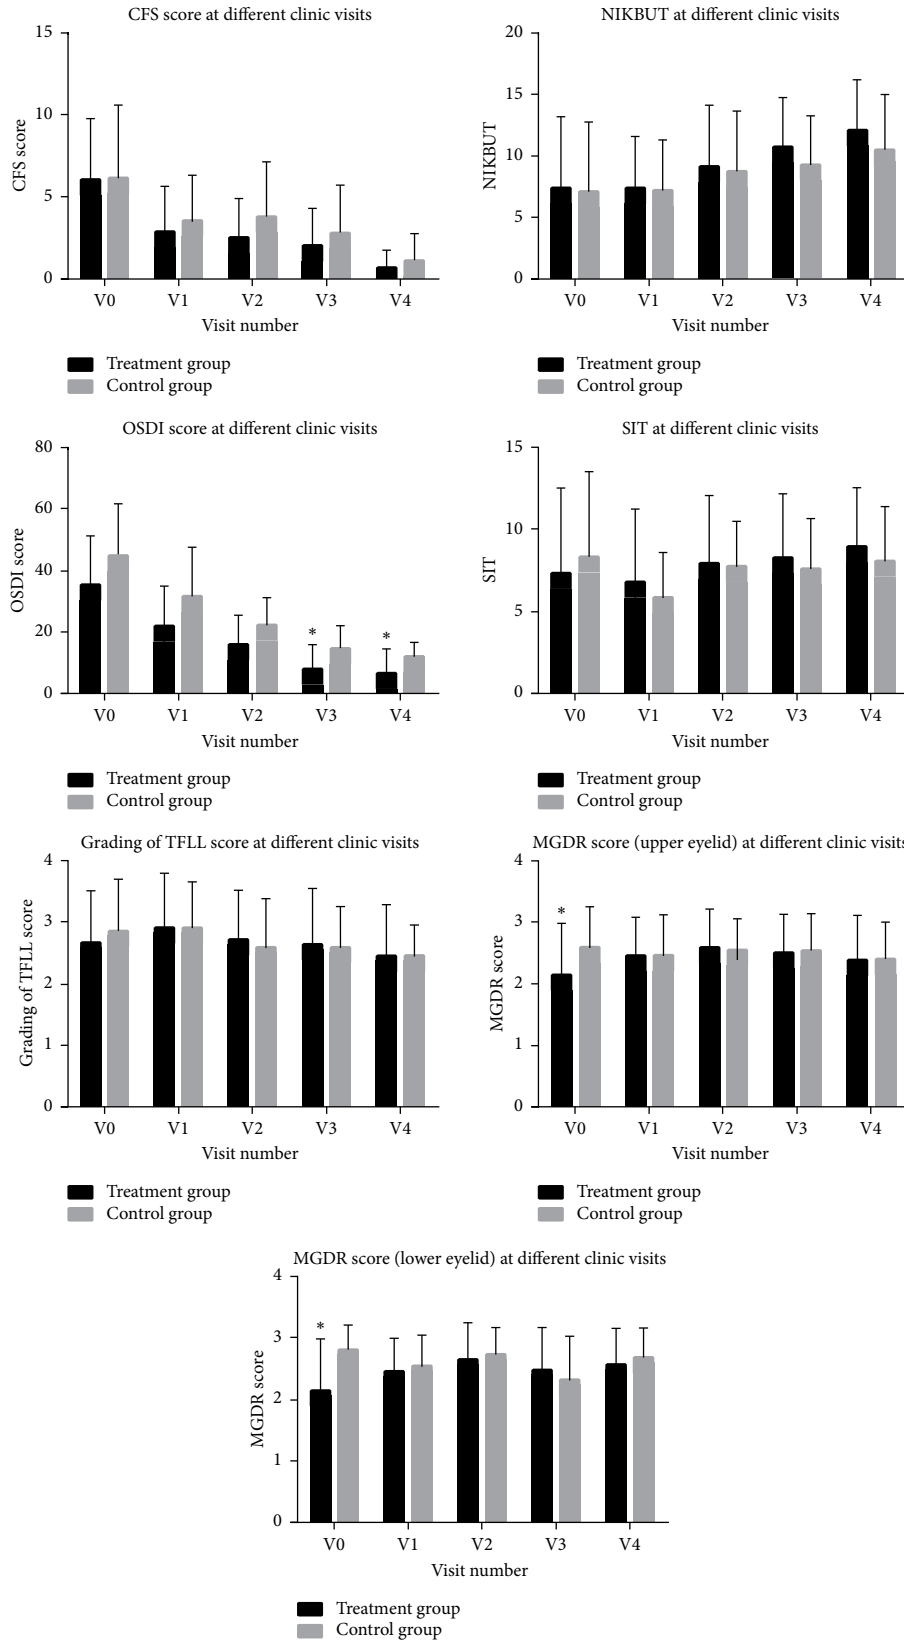 CFS score at different clinic visits
15
10
5
0
CFS score
V0 V1 V2 V3 V4
Visit number
Treatment group
Control group
NIKBUT at different clinic visits
20
15
10
5
0
NIKBUT
V0 V1 V2 V3 V4
Visit number
Treatment group
Control group
OSDI score at different clinic visits
80
60
40
20
0
OSDI score
* *
V0 V1 V2 V3 V4
Visit number
Treatment group
Control group
SIT at different clinic visits
15
10
5
0
SIT
V0 V1 V2 V3 V4
Visit number
Treatment group
Control group
Grading of TFLL score at different clinic visits
4
3
2
1
0
Grading of TFLL score
V0 V1 V2 V3 V4
Visit number
Treatment group
Control group
MGDR score (upper eyelid) at different clinic visits
4
3
2
1
0
MGDR score
*
V0 V1 V2 V3 V4
Visit number
Treatment group
Control group
MGDR score (lower eyelid) at different clinic visits
4
3
2
1
0
MGDR score
*
V0 V1 V2 V3 V4
Visit number
Treatment group
Control group